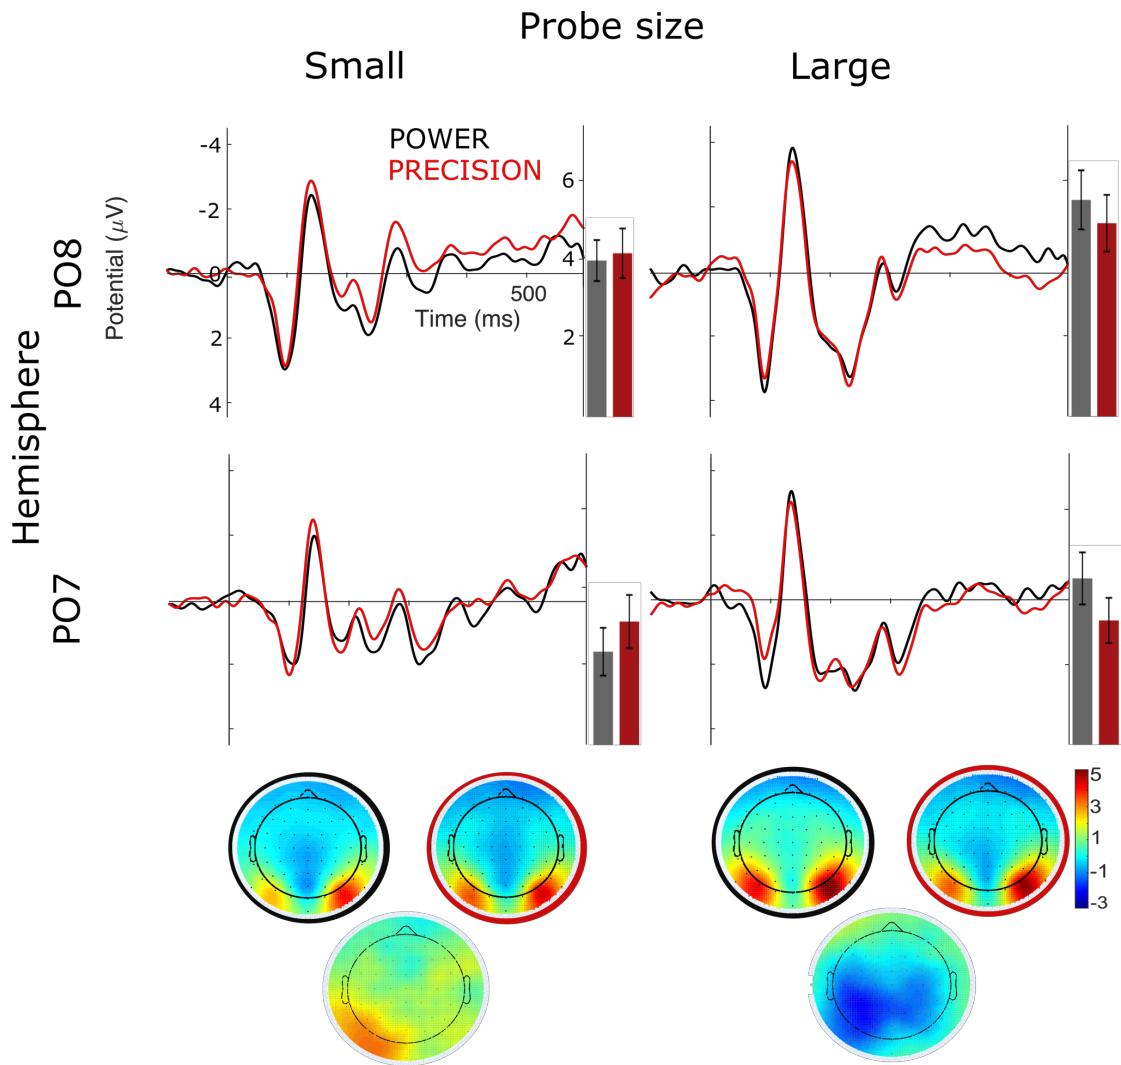 Probe size
Small
Large
POWER
PRECISION
-4
-2
0
2
4
Potential (μV)
500
Time (ms)
6
4
2
PO8
Hemisphere
PO7
5
3
1
-1
-3